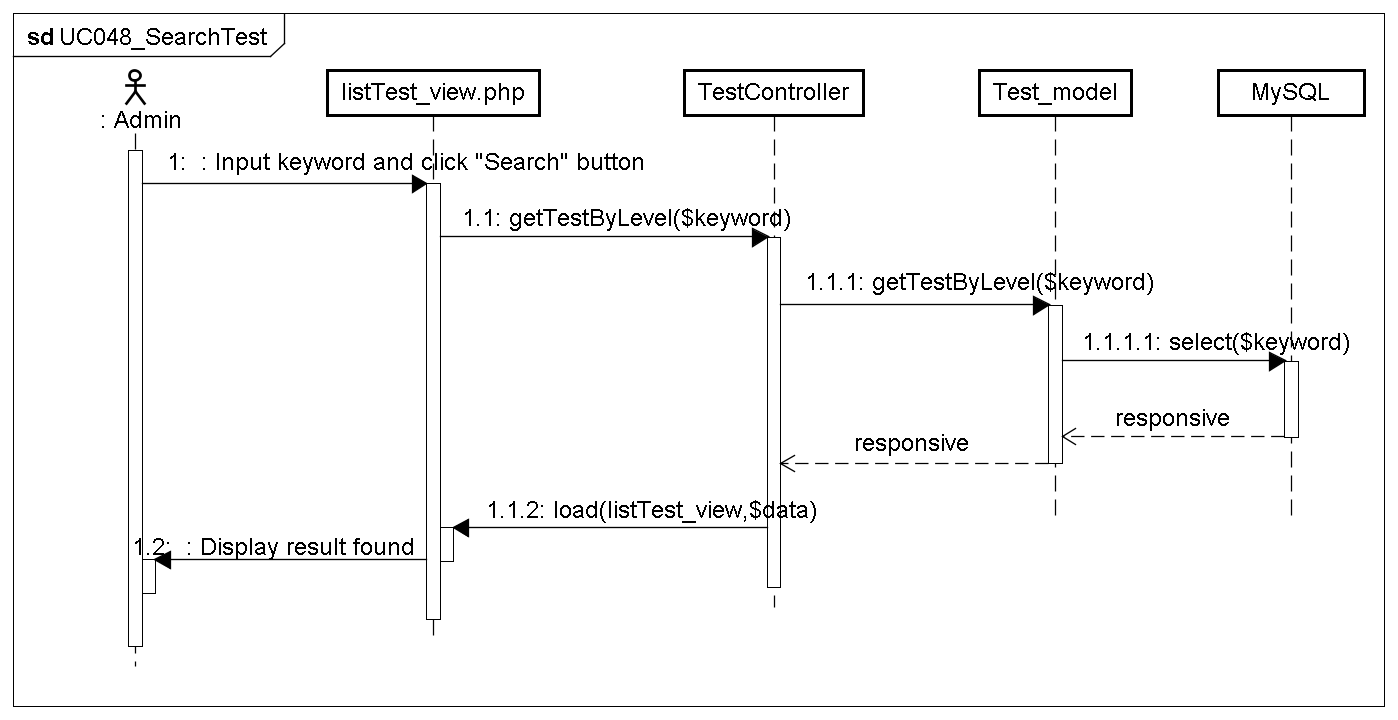 sd UC048_SearchTest
: Admin
listTest_view.php
TestController
Test_model
MySQL
1:  : Input keyword and click "Search" button
1.1: getTestByLevel($keyword)
1.1.1: getTestByLevel($keyword)
1.1.1.1: select($keyword)
responsive
responsive
1.1.2: load(listTest_view,$data)
1.2:  : Display result found